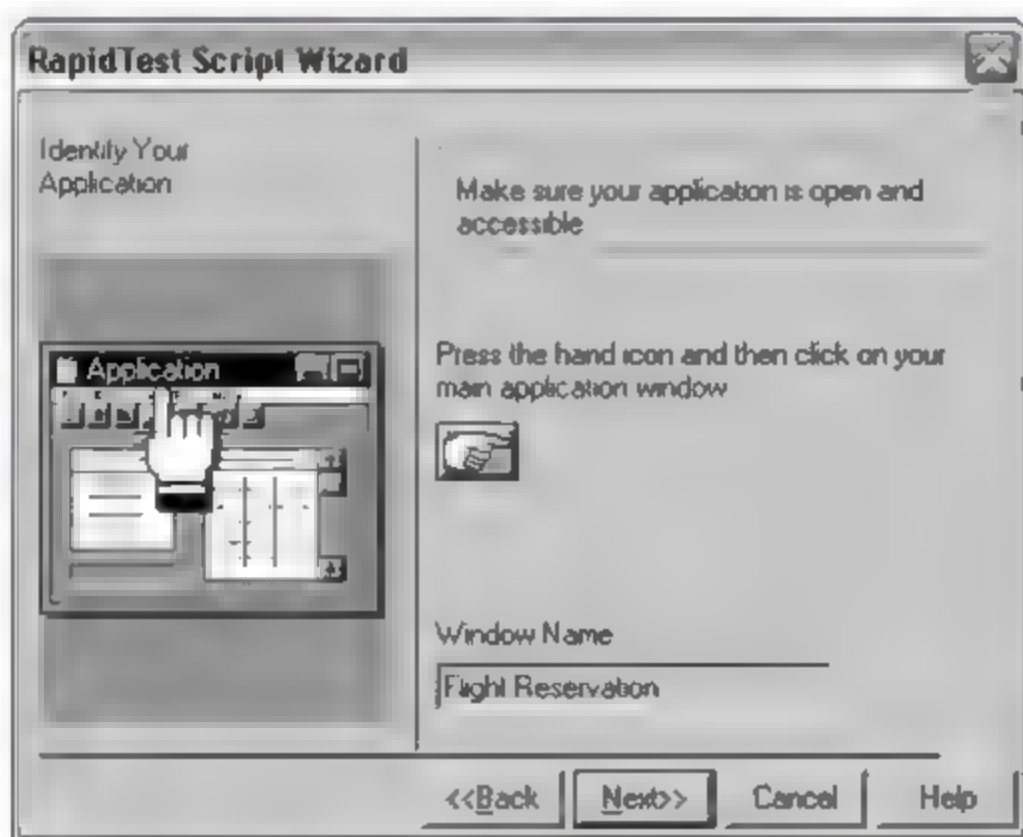 RapidTest Script Wizard
Identify Your
Application
Application
Make sure your application is open and
accessible
Press the hand icon and then click on your
main application window
Window Name
Flight Reservation
<<Back
Next>>
Cancel
Help